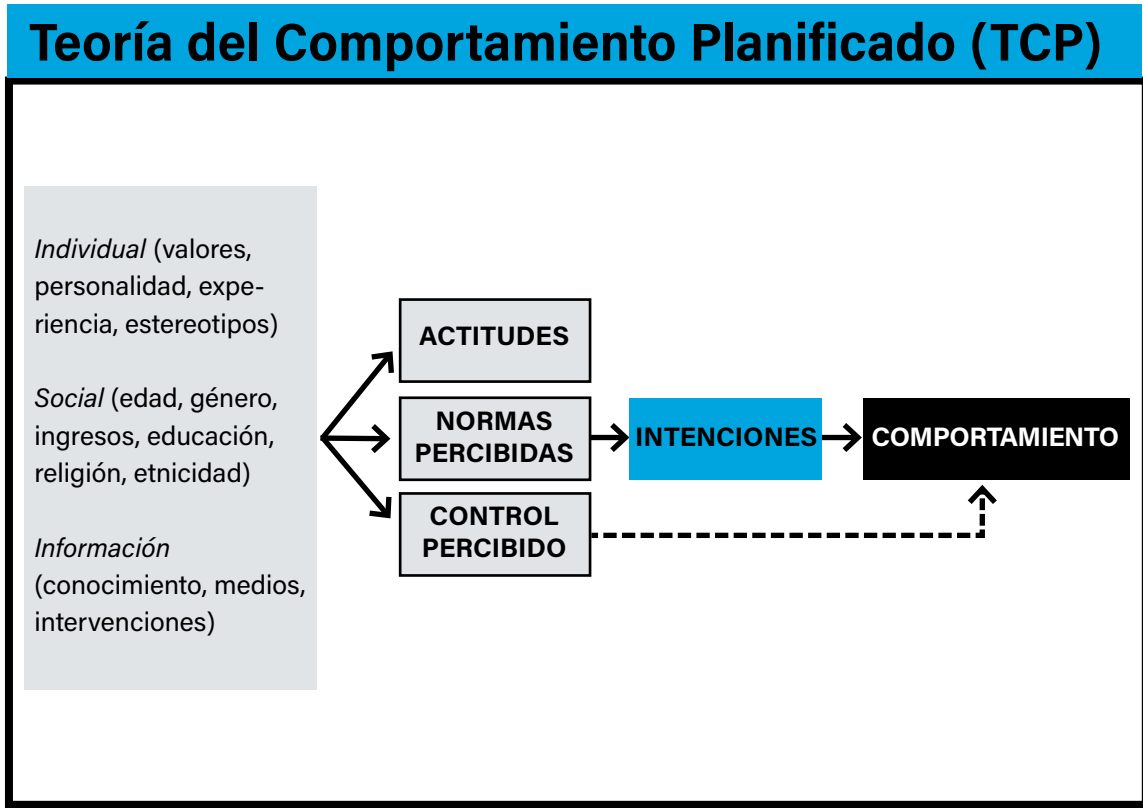 Teoría del Comportamiento Planificado (TCP)
Individual (valores,
personalidad, expe-
riencia, estereotipos)
Social (edad, género,
ingresos, educación,
religión, etnicidad)
Información
(conocimiento, medios,
intervenciones)
ACTITUDES
NORMAS
PERCIBIDAS
CONTROL
PERCIBIDO
INTENCIONES
COMPORTAMIENTO